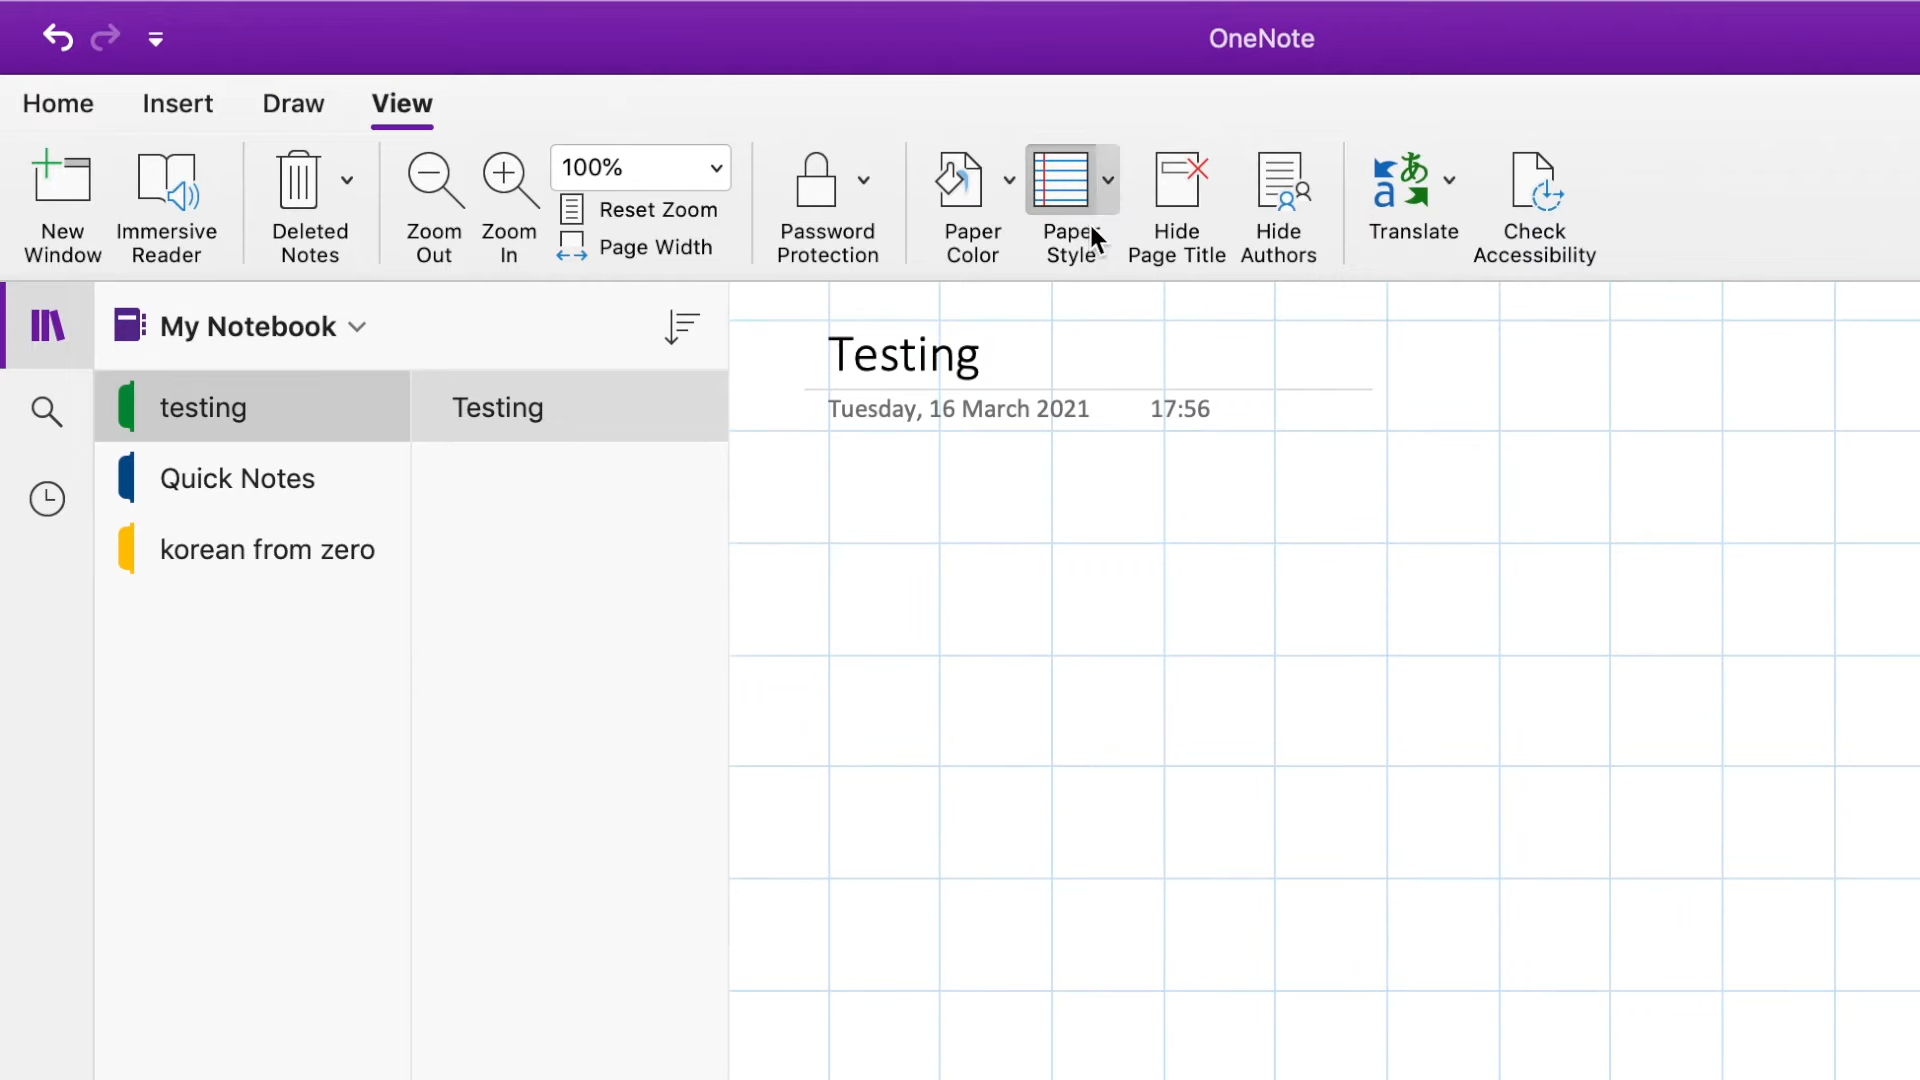 OneNote
Home Insert Draw View
100%
Reset Zoom
Page Width
New Window
Immersive Reader
Deleted Notes
Zoom Out
Zoom In
Password Protection
Paper Color
Paper Style
Hide Page Title
Hide Authors
Translate
Check Accessibility
My Notebook
testing
Quick Notes
korean from zero
Testing
Testing
Tuesday, 16 March 2021 17:56